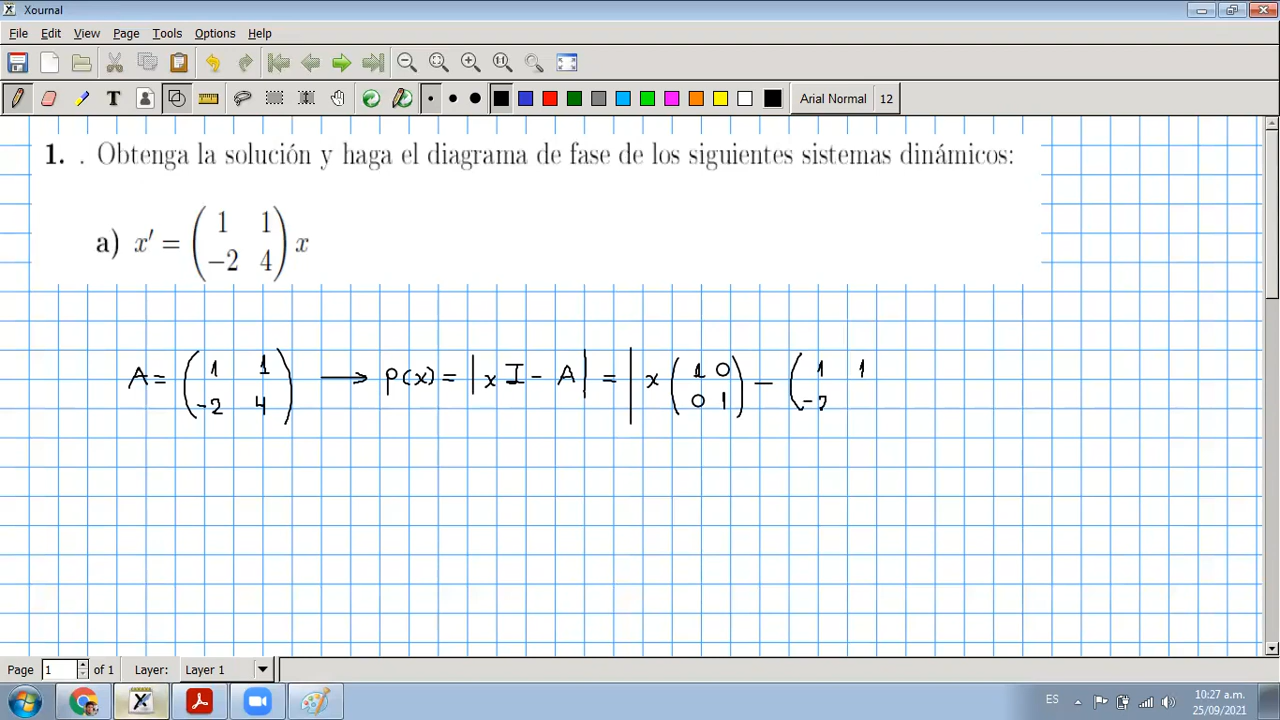 Xournal
File Edit View Page Tools Options Help
Arial Normal 12
1. . Obtenga la solución y haga el diagrama de fase de los siguientes sistemas dinámicos:
a) x′ = ( 1 1
-2 4 ) x
A = ( 1 1
-2 4 ) → p(x) = | x I - A | = | x ( 1 0
0 1 ) - ( 1 1
-2
Page 1 of 1 Layer: Layer 1
ES 10:27 a.m.
25/09/2021